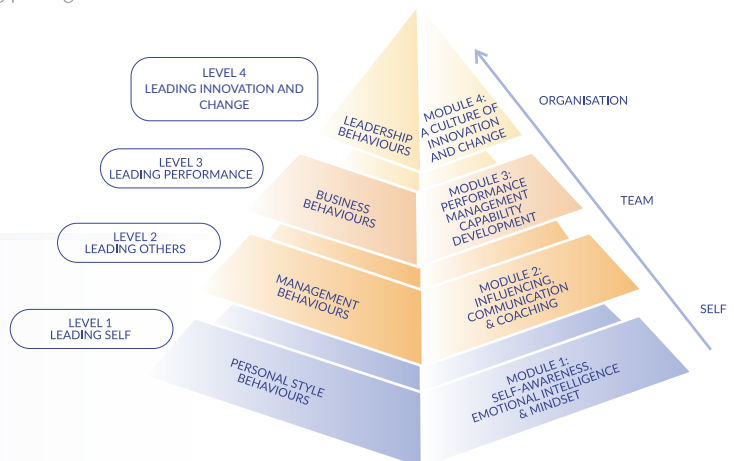 LEVEL 4
LEADING INNOVATION AND
CHANGE
LEADERSHIP
BEHAVIOURS
MODULE 4:
A CULTURE OF
INNOVATION
AND CHANGE
ORGANISATION
LEVEL 3
LEADING PERFORMANCE
BUSINESS
BEHAVIOURS
MODULE 3:
PERFORMANCE
MANAGEMENT
CAPABILITY
DEVELOPMENT
TEAM
LEVEL 2
LEADING OTHERS
MANAGEMENT
BEHAVIOURS
MODULE 2:
INFLUENCING,
COMMUNICATION
& COACHING
SELF
LEVEL 1
LEADING SELF
PERSONAL STYLE
BEHAVIOURS
MODULE 1:
SELF-AWARENESS,
EMOTIONAL INTELLIGENCE
& MINDSET